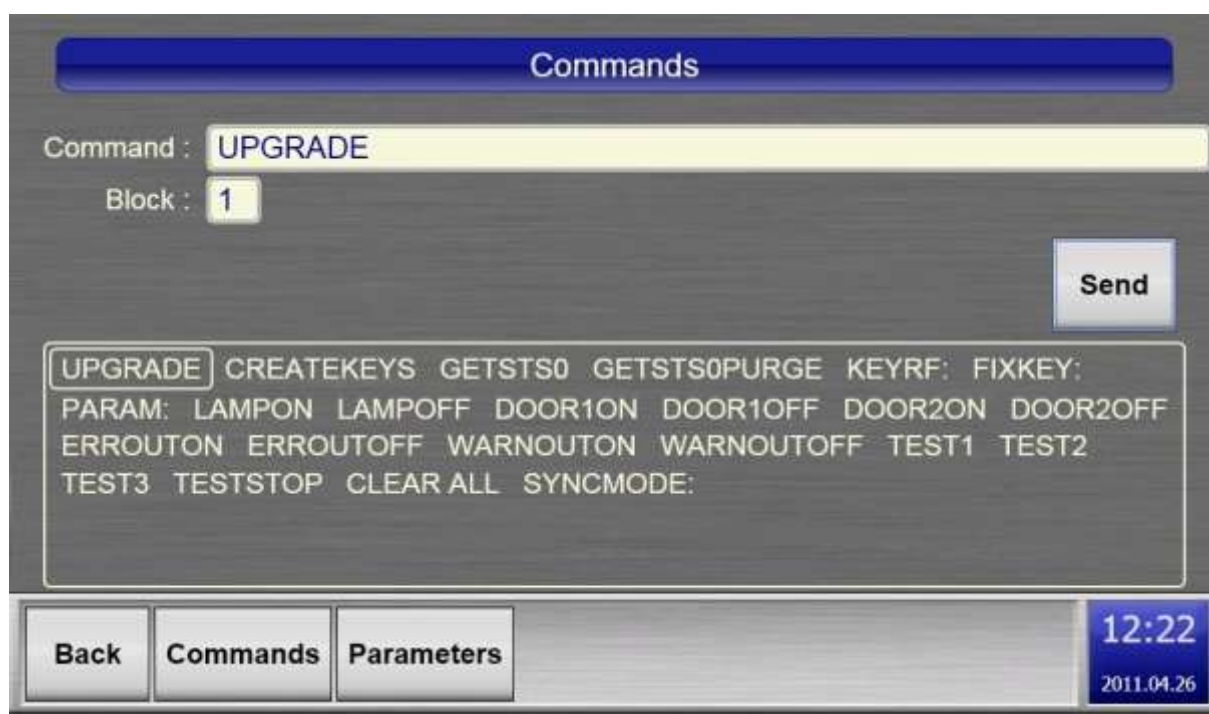 Commands
Command : UPGRADE
Block : 1
Send
UPGRADE CREATEKEYS GETSTS0 GETSTS0PURGE KEYRF: FIXKEY:
PARAM: LAMPON LAMPOFF DOOR1ON DOOR1OFF DOOR2ON DOOR2OFF
ERROUTON ERROUTOFF WARNOUTON WARNOUTOFF TEST1 TEST2
TEST3 TESTSTOP CLEAR ALL SYNCMODE:
Back Commands Parameters 12:22
2011.04.26